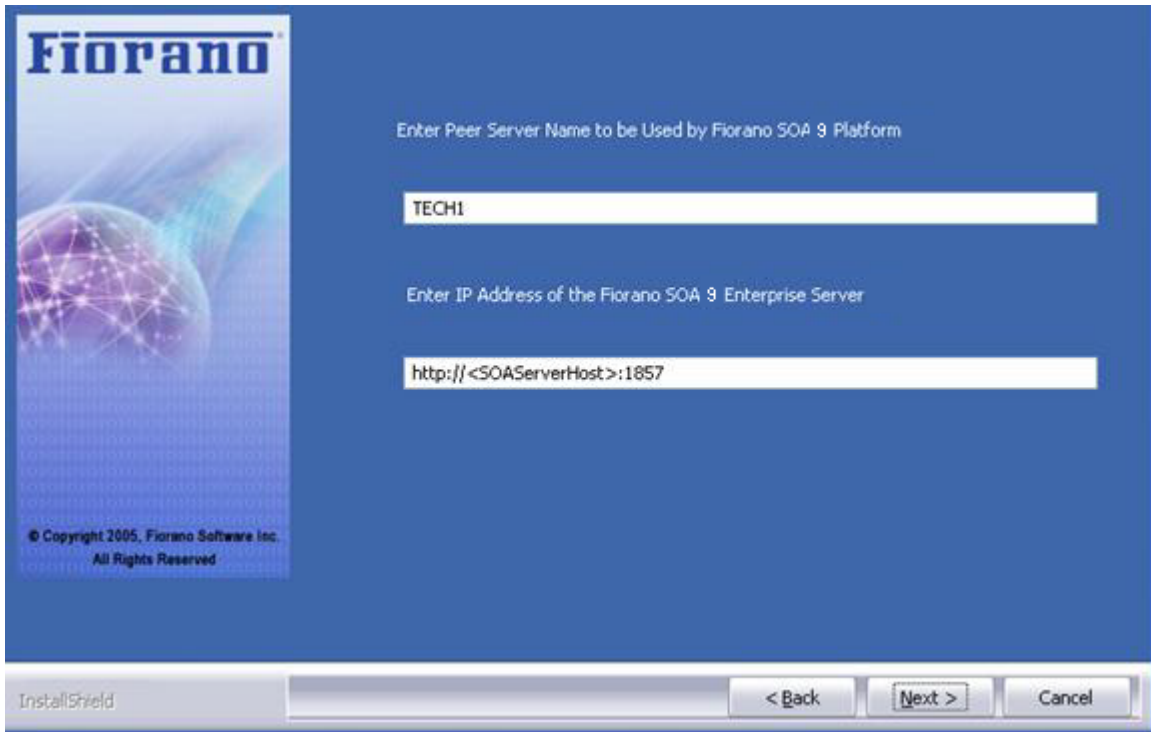 Fiorano
Enter Peer Server Name to be Used by Fiorano SOA 9 Platform
TECH1
Enter IP Address of the Fiorano SOA 9 Enterprise Server
http://<SOAServerHost>:1857
© Copyright 2005, Fiorano Software Inc.
All Rights Reserved
InstallShield
< Back
Next >
Cancel